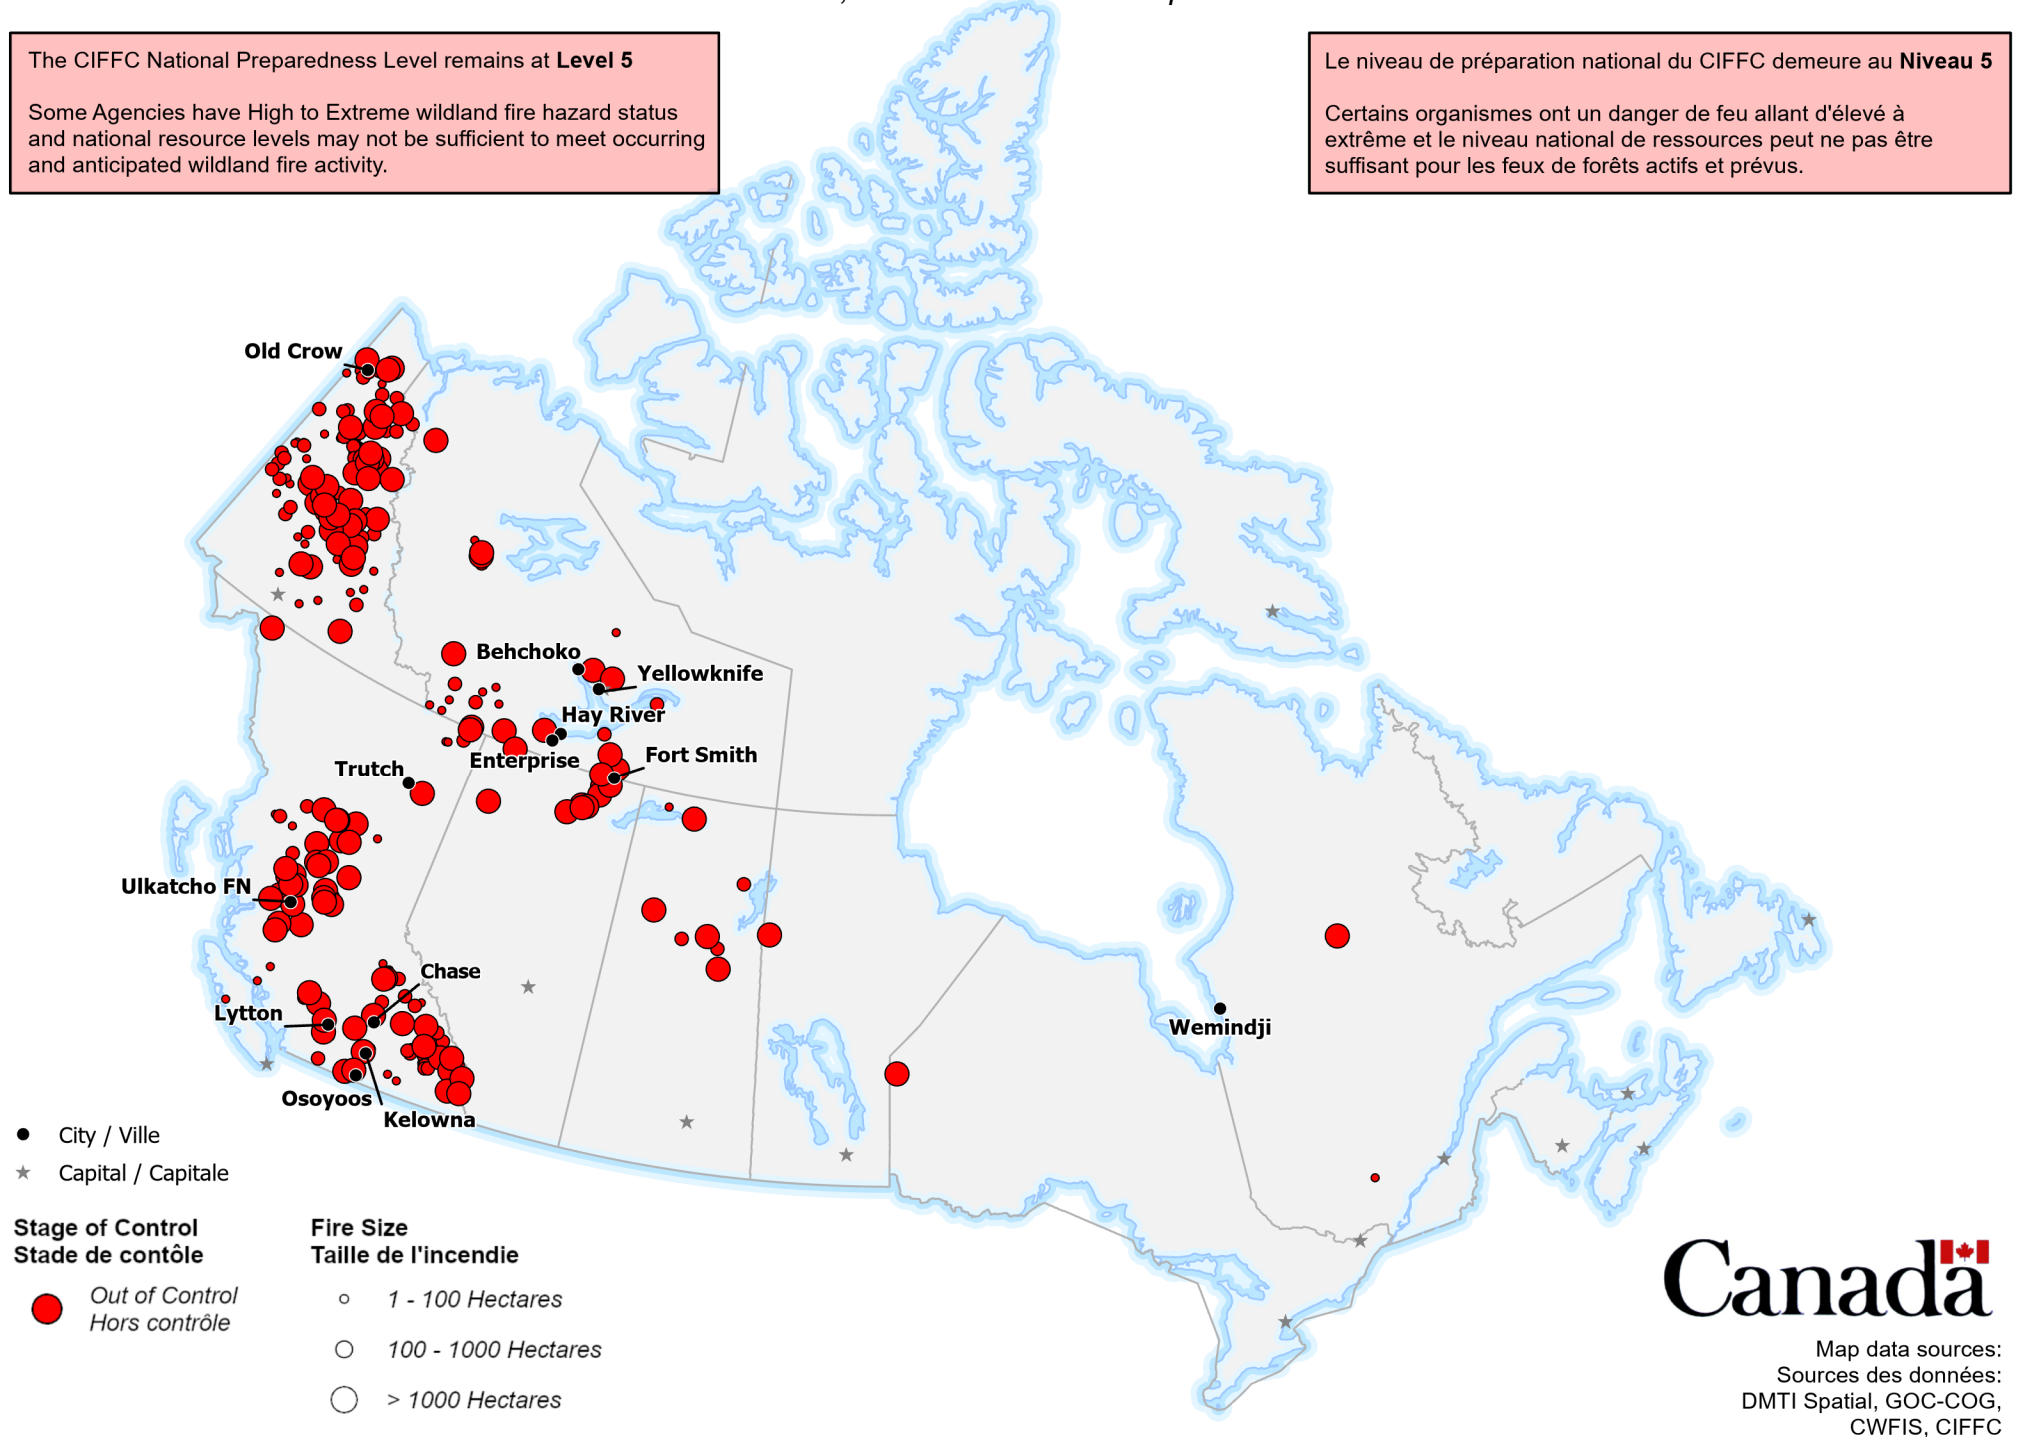 The CIFFC National Preparedness Level remains at Level 5
Some Agencies have High to Extreme wildland fire hazard status
and national resource levels may not be sufficient to meet occurring
and anticipated wildland fire activity.
Le niveau de préparation national du CIFFC demeure au Niveau 5
Certains organismes ont un danger de feu allant d'élevé à
extrême et le niveau national de ressources peut ne pas être
suffisant pour les feux de forêts actifs et prévus.
Old Crow
Behchoko
Yellowknife
Hay River
Enterprise
Fort Smith
Trutch
Ulkatcho FN
Chase
Lytton
Wemindji
Osoyoos
Kelowna
City / Ville
Capital / Capitale
Stage of Control
Stade de contôle
Out of Control
Hors contrôle
Fire Size
Taille de l'incendie
1 - 100 Hectares
100 - 1000 Hectares
> 1000 Hectares
Canada
Map data sources:
Sources des données:
DMTI Spatial, GOC-COG,
CWFIS, CIFFC